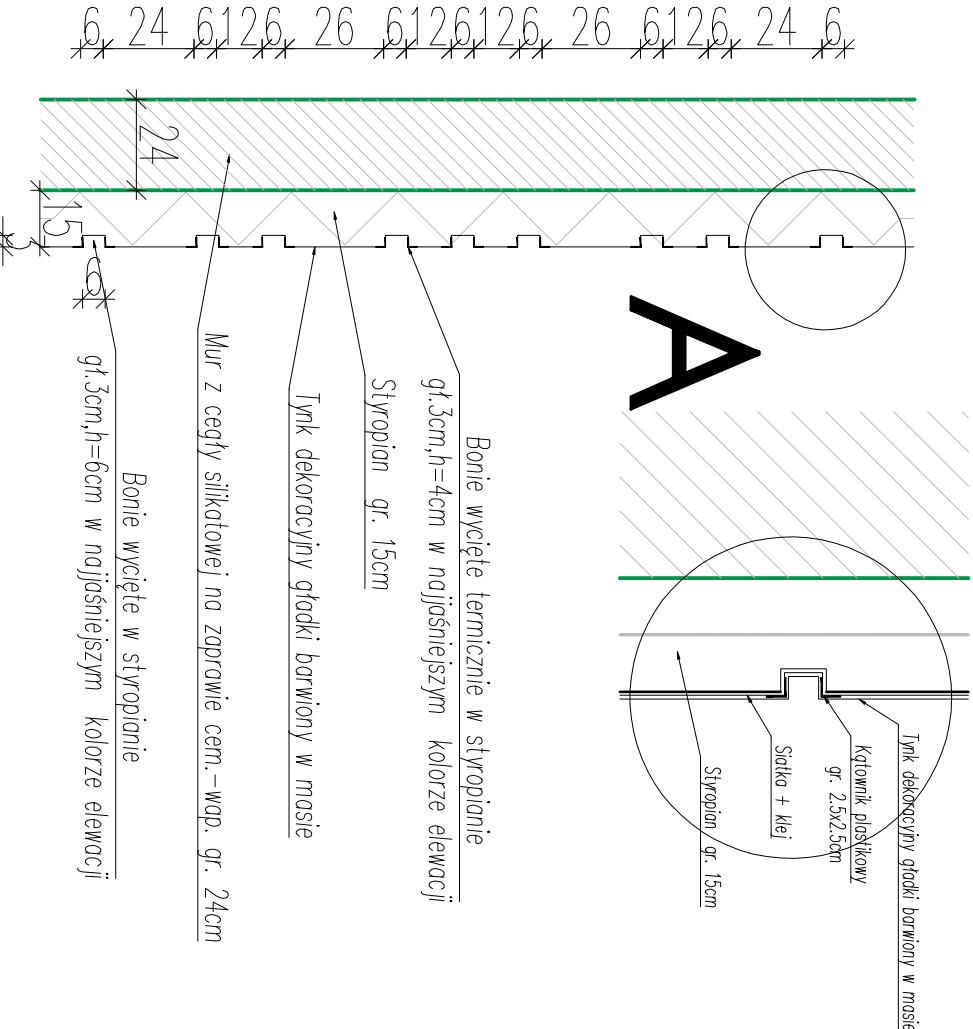 6 24 6 12 6 26 6 12 6 12 6 26 6 12 6 24 6
24
15
3
6
A
Tynk dekoracyjny gładki barwiony w masie
Kątownik plastikowy
gr. 2.5x2.5cm
Siatka + klej
Styropian gr. 15cm
Bonie wycięte termicznie w styropianie
gł.3cm,h=4cm w najjaśniejszym kolorze elewacji
Styropian gr. 15cm
Tynk dekoracyjny gładki barwiony w masie
Mur z cegły silikatowej na zaprawie cem.-wap. gr. 24cm
Bonie wycięte w styropianie
gł.3cm,h=6cm w najjaśniejszym kolorze elewacji